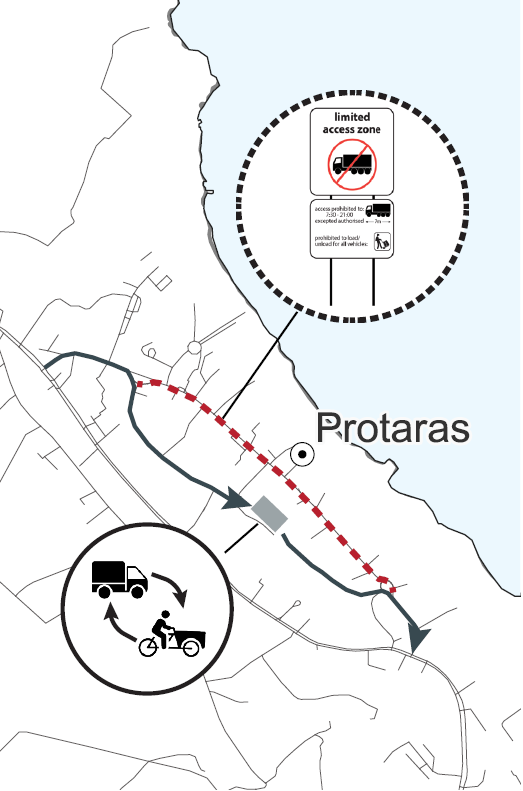 limited
access zone
access prohibited to:
7:30 - 21:00
excepted authorised
7m
prohibited to load/
unload for all vehicles
Protaras